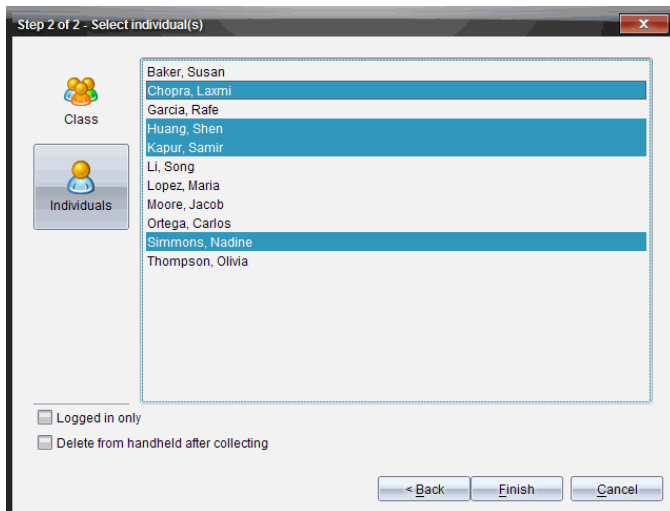 Step 2 of 2 - Select individual(s)
Class
Individuals
Baker, Susan
Chopra, Laxmi
Garcia, Rafe
Huang, Shen
Kapur, Samir
Li, Song
Lopez, Maria
Moore, Jacob
Ortega, Carlos
Simmons, Nadine
Thompson, Olivia
Logged in only
Delete from handheld after collecting
< Back Finish Cancel